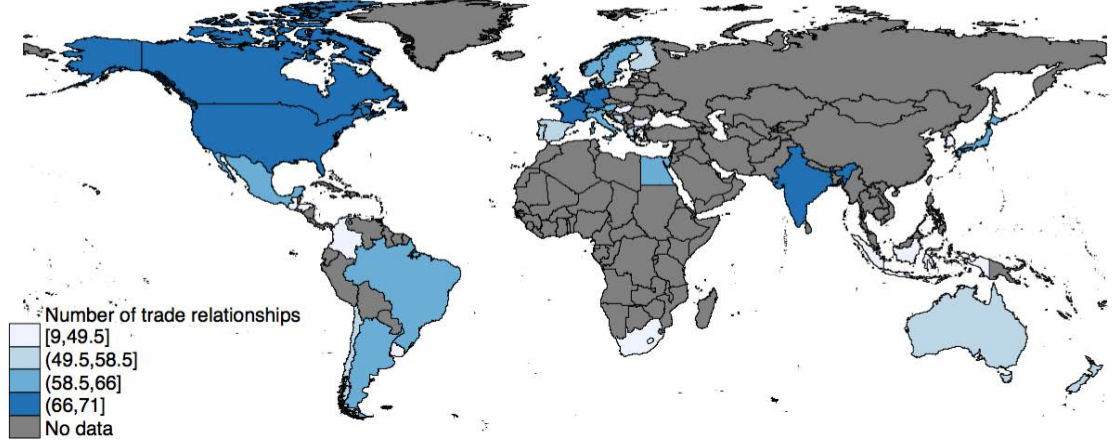 Number of trade relationships
[9,49.5]
(49.5,58.5]
(58.5,66]
(66,71]
No data